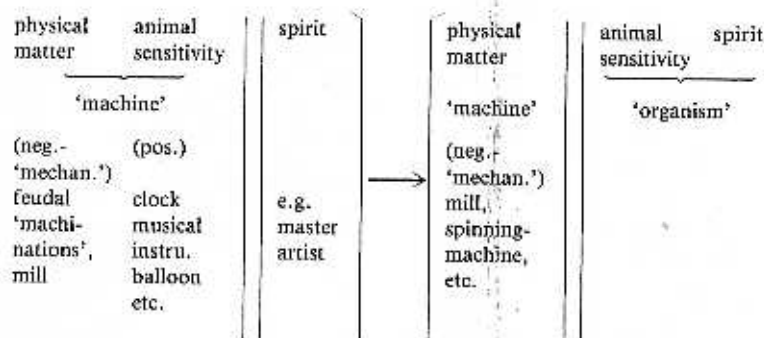 physical
matter
animal
sensitivity
‘machine’
(neg.-
‘mechan.’)
feudal
‘machi-
nations’,
mill
(pos.)
clock
musical
instru.
balloon
etc.
spirit
e.g.
master
artist
physical
matter
‘machine’
(neg.-
‘mechan.’)
mill,
spinning-
machine,
etc.
animal
sensitivity
spirit
‘organism’